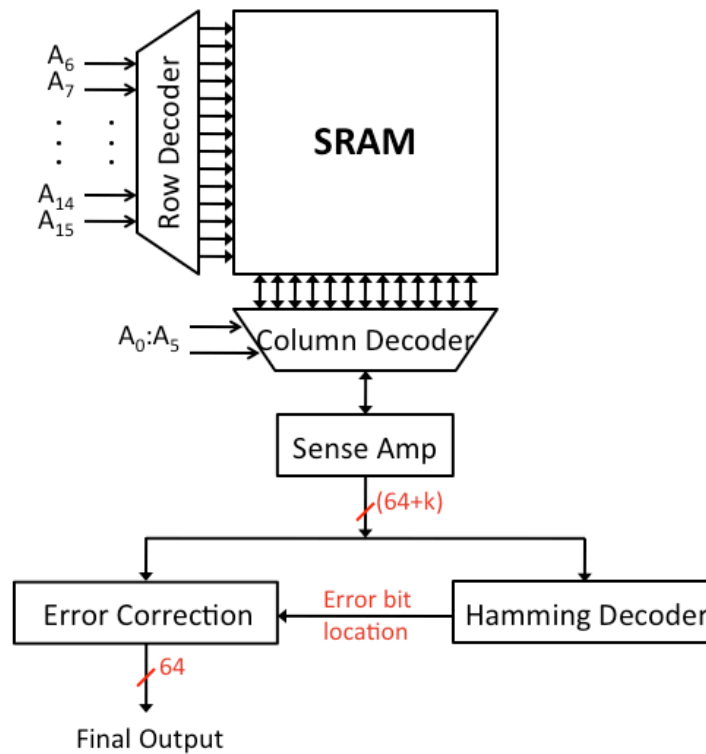 A₆
A₇
A₁₄
A₁₅
Row Decoder
SRAM
A₀:A₅
Column Decoder
Sense Amp
(64+k)
Error Correction
Error bit
location
Hamming Decoder
64
Final Output